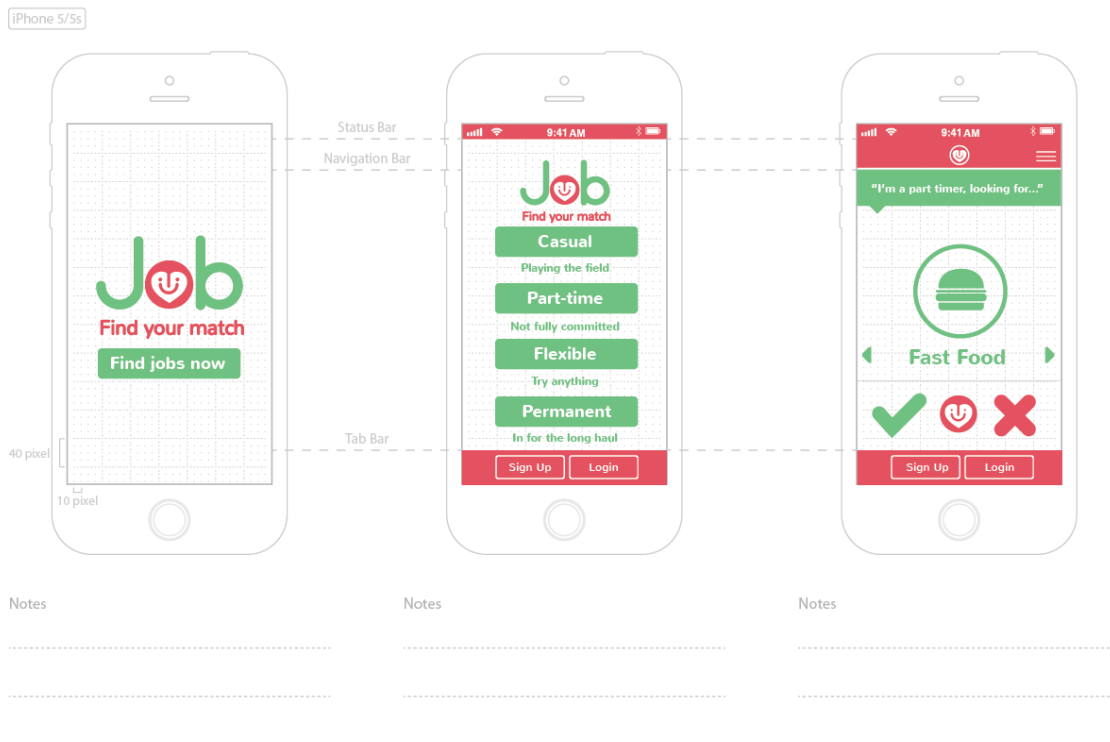 iPhone 5/5s
Status Bar
Navigation Bar
Tab Bar
40 pixel
10 pixel
Job
Find your match
Find jobs now
9:41 AM
Job
Find your match
Casual
Playing the field
Part-time
Not fully committed
Flexible
Try anything
Permanent
In for the long haul
Sign Up
Login
9:41 AM
"I'm a part timer, looking for..."
Fast Food
Sign Up
Login
Notes
Notes
Notes